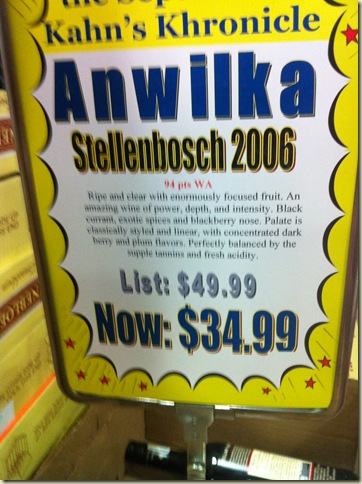 the Sep
Kahn's Khronicle
Anwilka
Stellenbosch 2006
94 pts WA
Ripe and clear with enormously focused fruit. An
amazing wine of power, depth, and intensity. Black
currant, exotic spices and blackberry nose. Palate is
classically styled and linear, with concentrated dark
berry and plum flavors. Perfectly balanced by the
supple tannins and fresh acidity.
List: $49.99
Now: $34.99